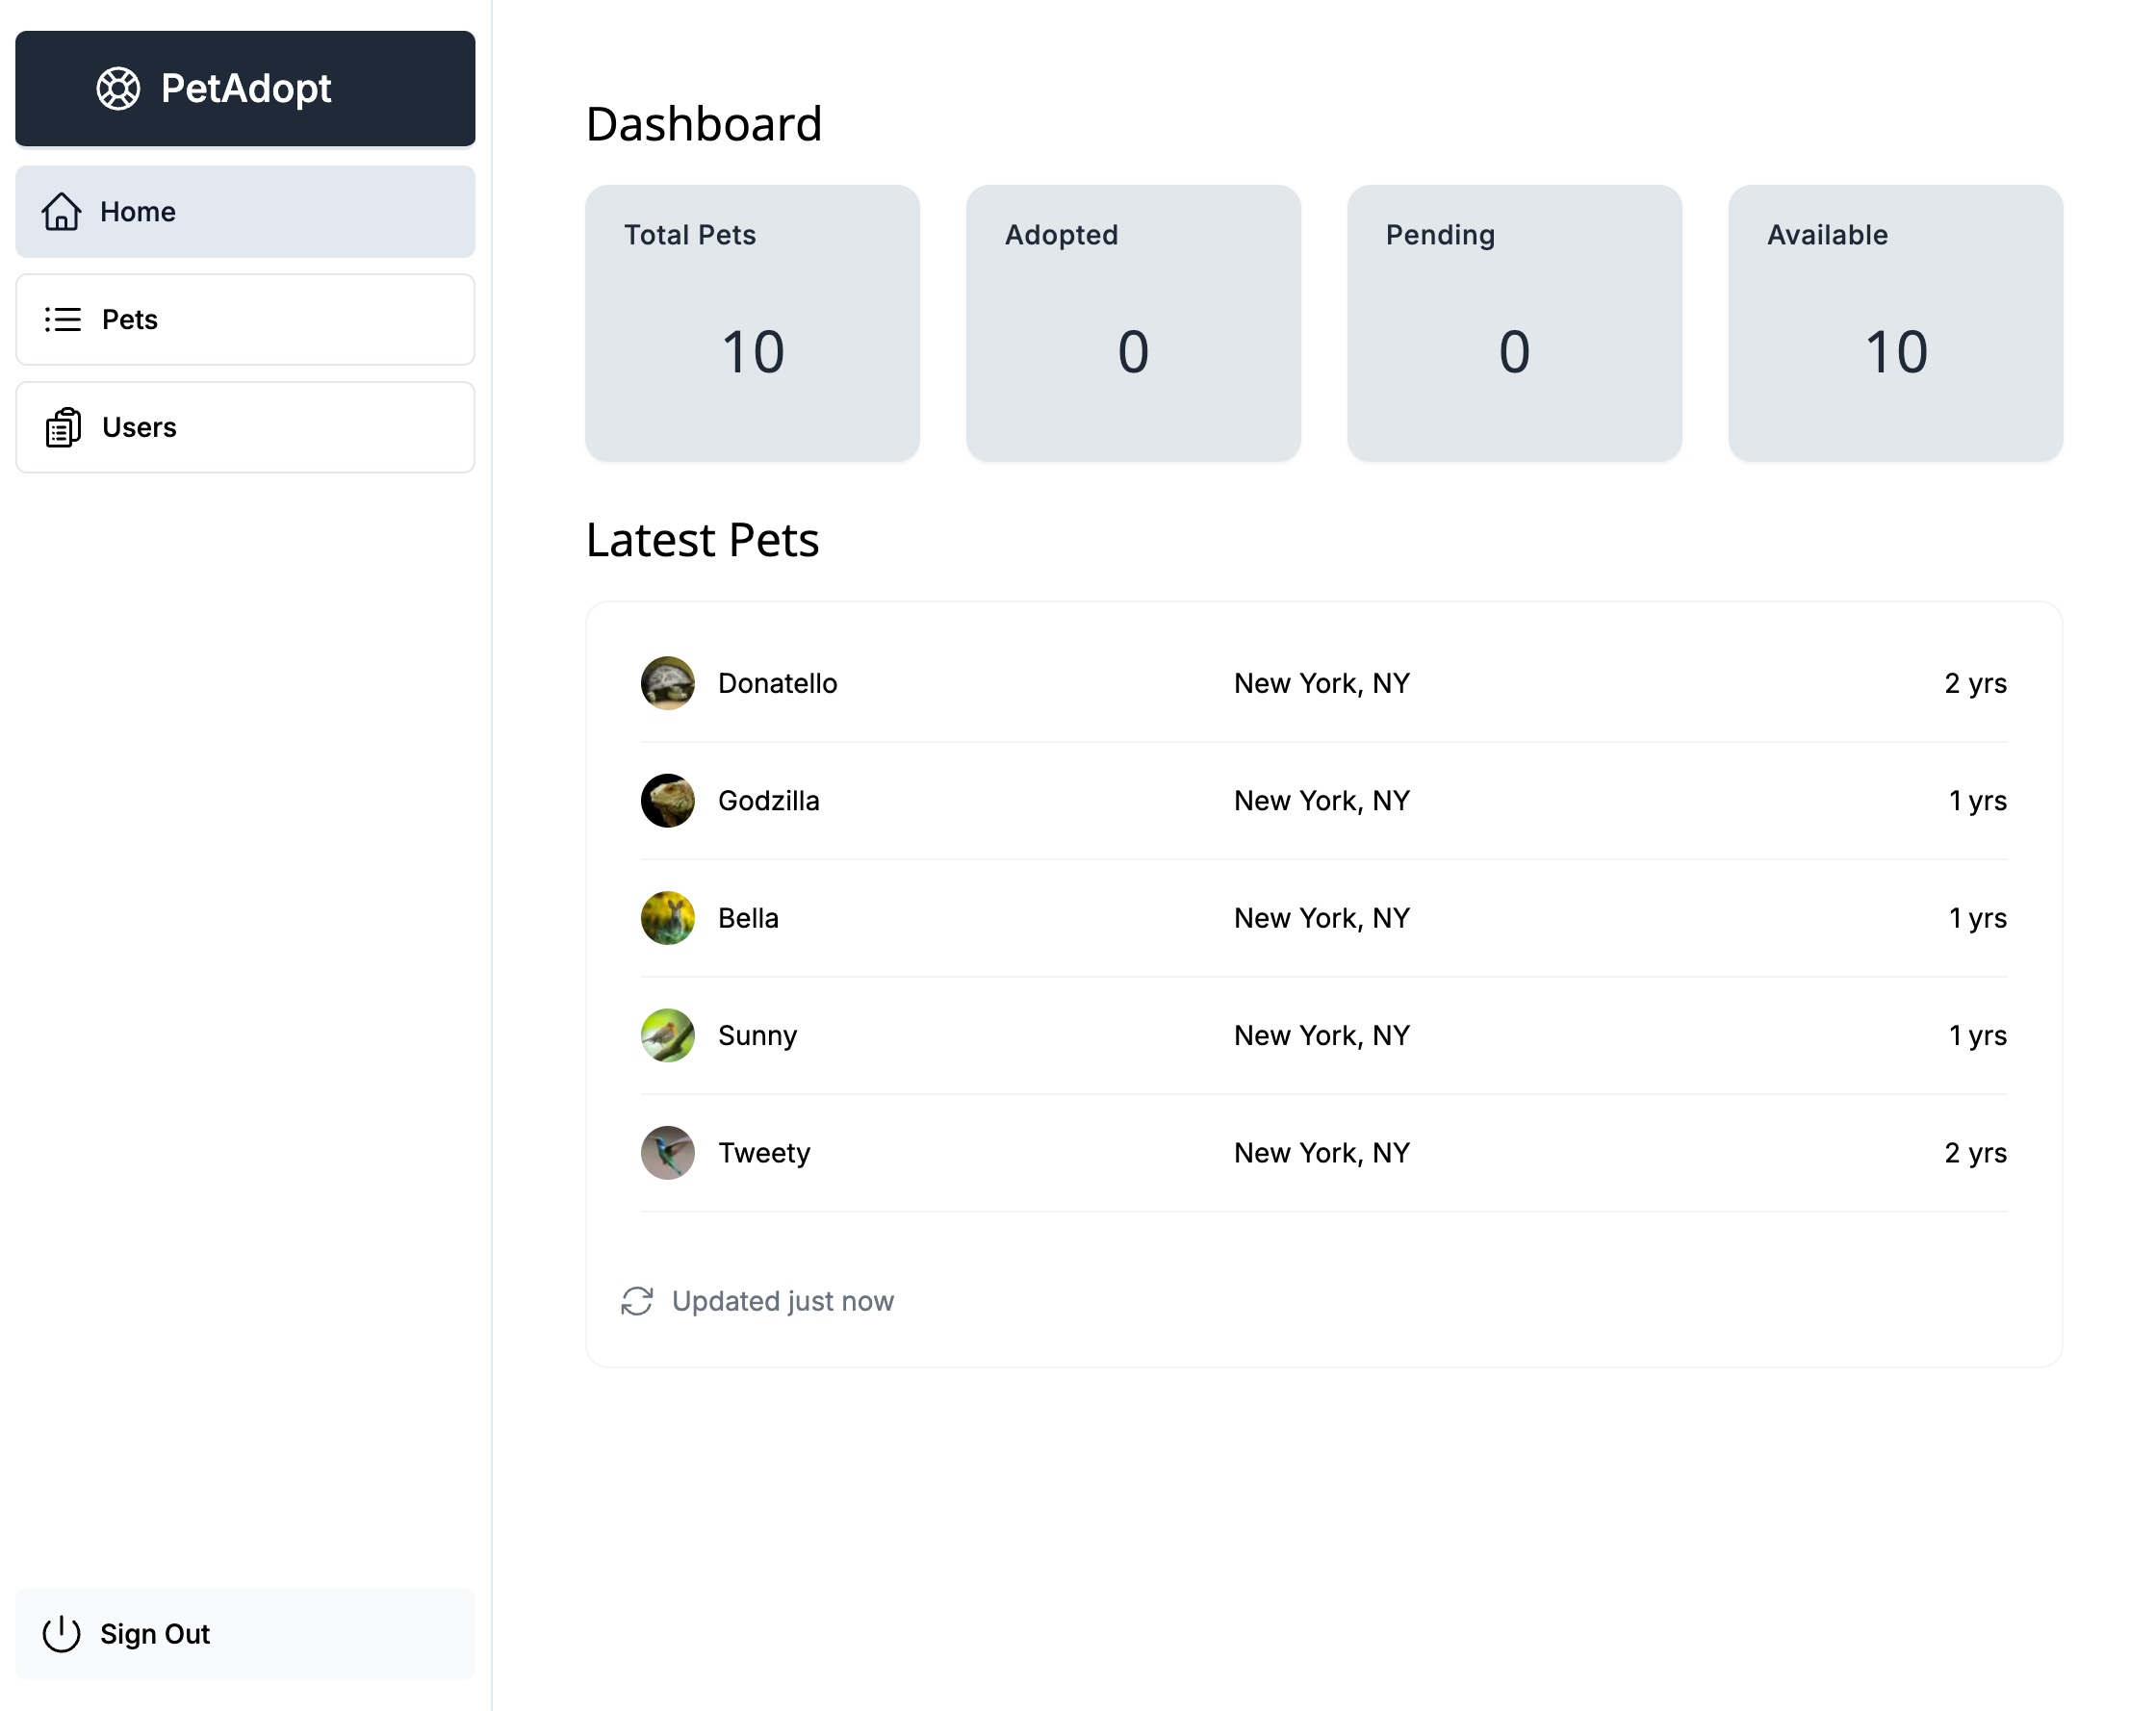 PetAdopt
Home
Pets
Users
Sign Out
Dashboard
Total Pets
10
Adopted
0
Pending
0
Available
10
Latest Pets
Donatello New York, NY 2 yrs
Godzilla New York, NY 1 yrs
Bella New York, NY 1 yrs
Sunny New York, NY 1 yrs
Tweety New York, NY 2 yrs
Updated just now